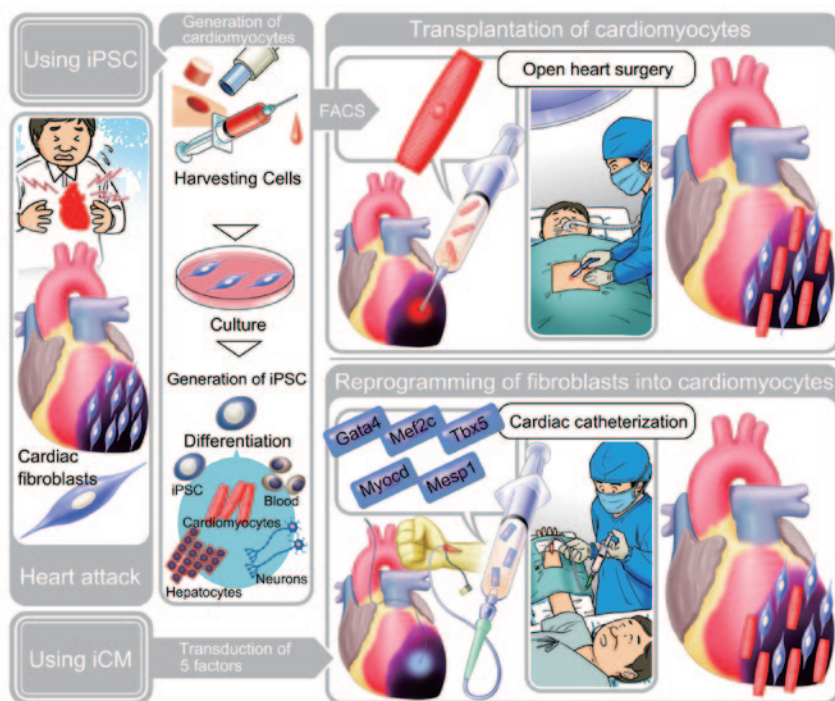 Using iPSC
Generation of
cardiomyocytes
Harvesting Cells
Culture
Generation of iPSC
Differentiation
iPSC
Blood
Cardiomyocytes
Hepatocytes
Neurons
FACS
Transplantation of cardiomyocytes
Open heart surgery
Cardiac
fibroblasts
Heart attack
Using iCM
Transduction of
5 factors
Reprogramming of fibroblasts into cardiomyocytes
Gata4
Mef2c
Tbx5
Myocd
Mesp1
Cardiac catheterization